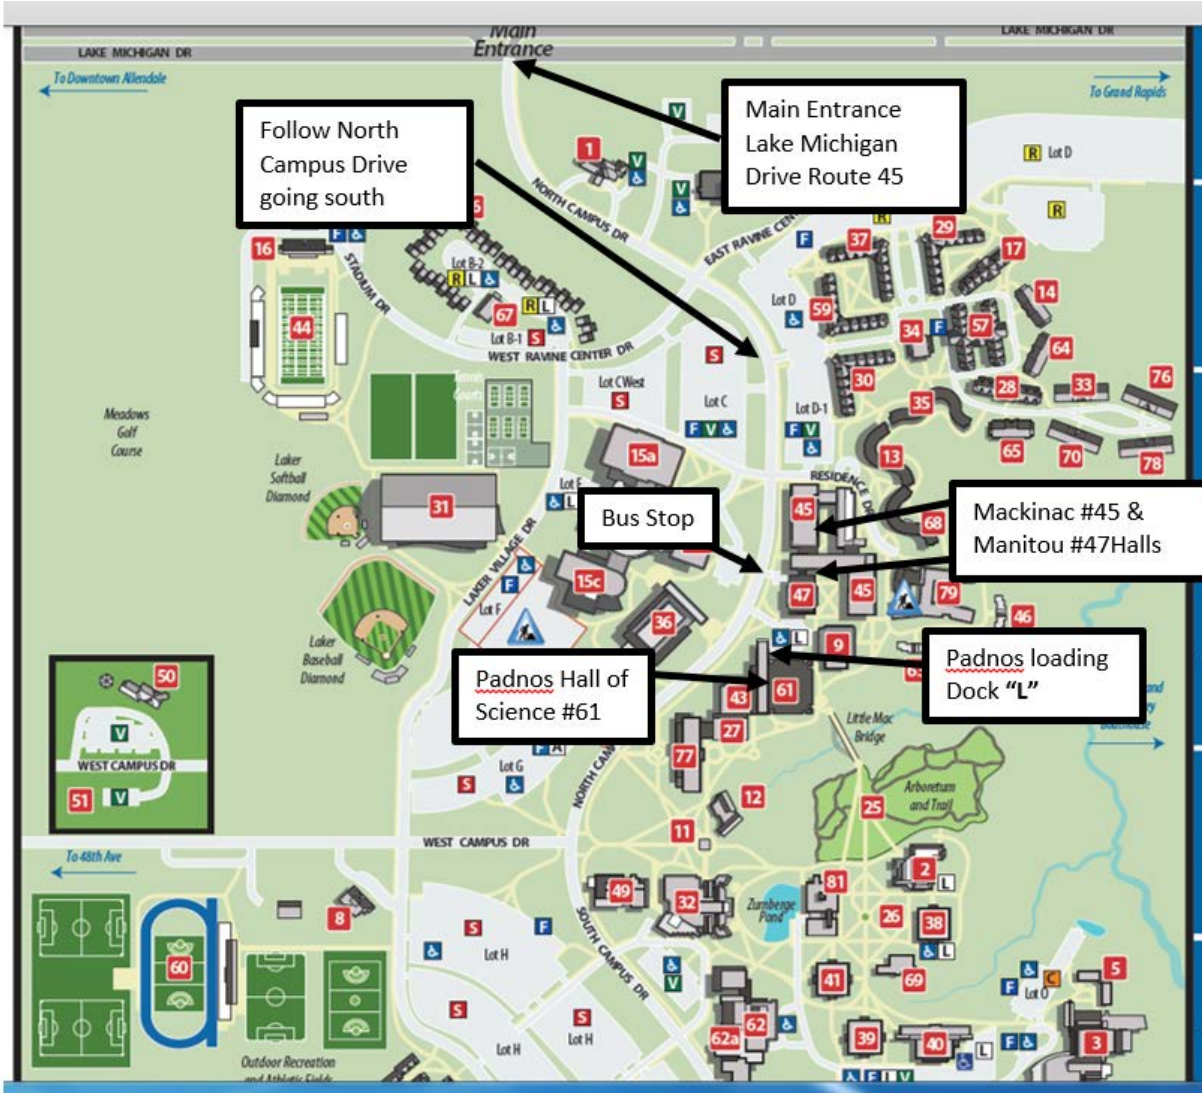 LAKE MICHIGAN DR
Main
Entrance
LAKE MICHIGAN DR
To Downtown Allendale
To Grand Rapids
Follow North
Campus Drive
going south
Main Entrance
Lake Michigan
Drive Route 45
V
1
V
V
NORTH CAMPUS DR
EAST RAVINE CEN
R Lot D
R
R
16
F
STADIUM DR
Lot B-2
R L
67
R L
Lot B-1 S
WEST RAVINE CENTER DR
44
F
37
29
17
14
Lot D
59
34
F
57
64
30
28
33
76
35
65
70
78
13
68
S
Lot C West
S
Lot C
F V
Lot D-1
F V
Tennis
Courts
Meadows
Golf
Course
Laker
Softball
Diamond
31
15a
L
RESIDENCE DR
45
Bus Stop
Mackinac #45 &
Manitou #47Halls
LAKER VILLAGE DR
F
Lot F
15c
36
47
45
79
46
L
9
Laker
Baseball
Diamond
Padnos Hall of
Science #61
Padnos loading
Dock “L”
61
43
27
77
50
V
WEST CAMPUS DR
51 V
F A
Lot G
S
NORTH CAM
Little Mac
Bridge
Arboretum
and Trail
25
12
11
WEST CAMPUS DR
To 48th Ave
49
32
81
Zumberge
Pond
2
L
26
38
L
8
60
S
F
Lot H
SOUTH CAMPUS DR
V
41
69
5
C
F
Lot O
S
S
Lot H
Lot H
62
62a
39
40
L
F
3
Outdoor Recreation
and Athletic Fields
F L V